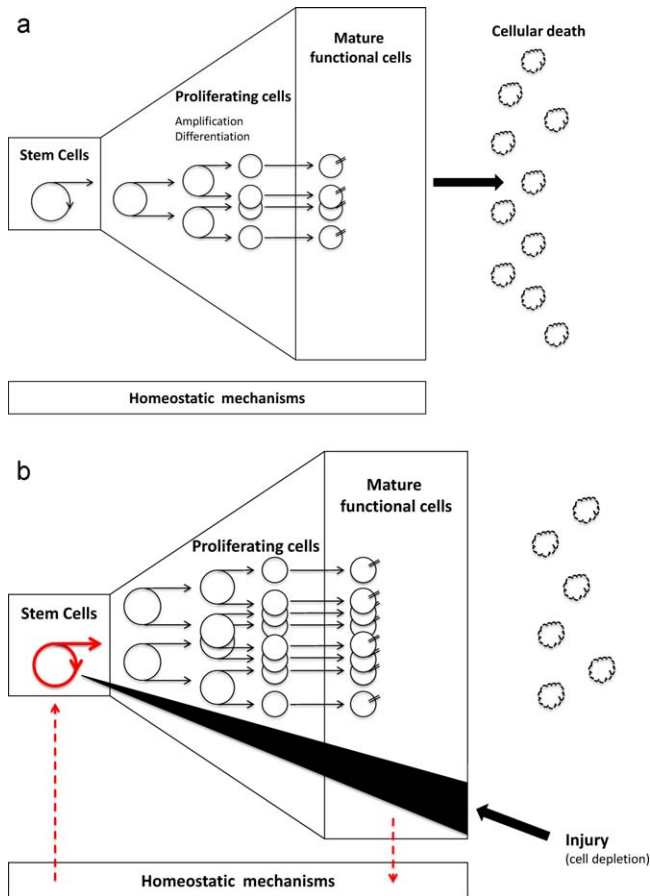 a
Mature
functional cells
Cellular death
Proliferating cells
Amplification
Differentiation
Stem Cells
Homeostatic mechanisms
b
Mature
functional cells
Proliferating cells
Stem Cells
Injury
(cell depletion)
Homeostatic mechanisms